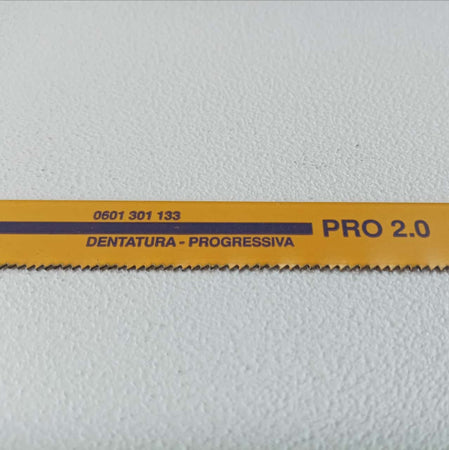 0601 301 133
DENTATURA - PROGRESSIVA
PRO 2.0